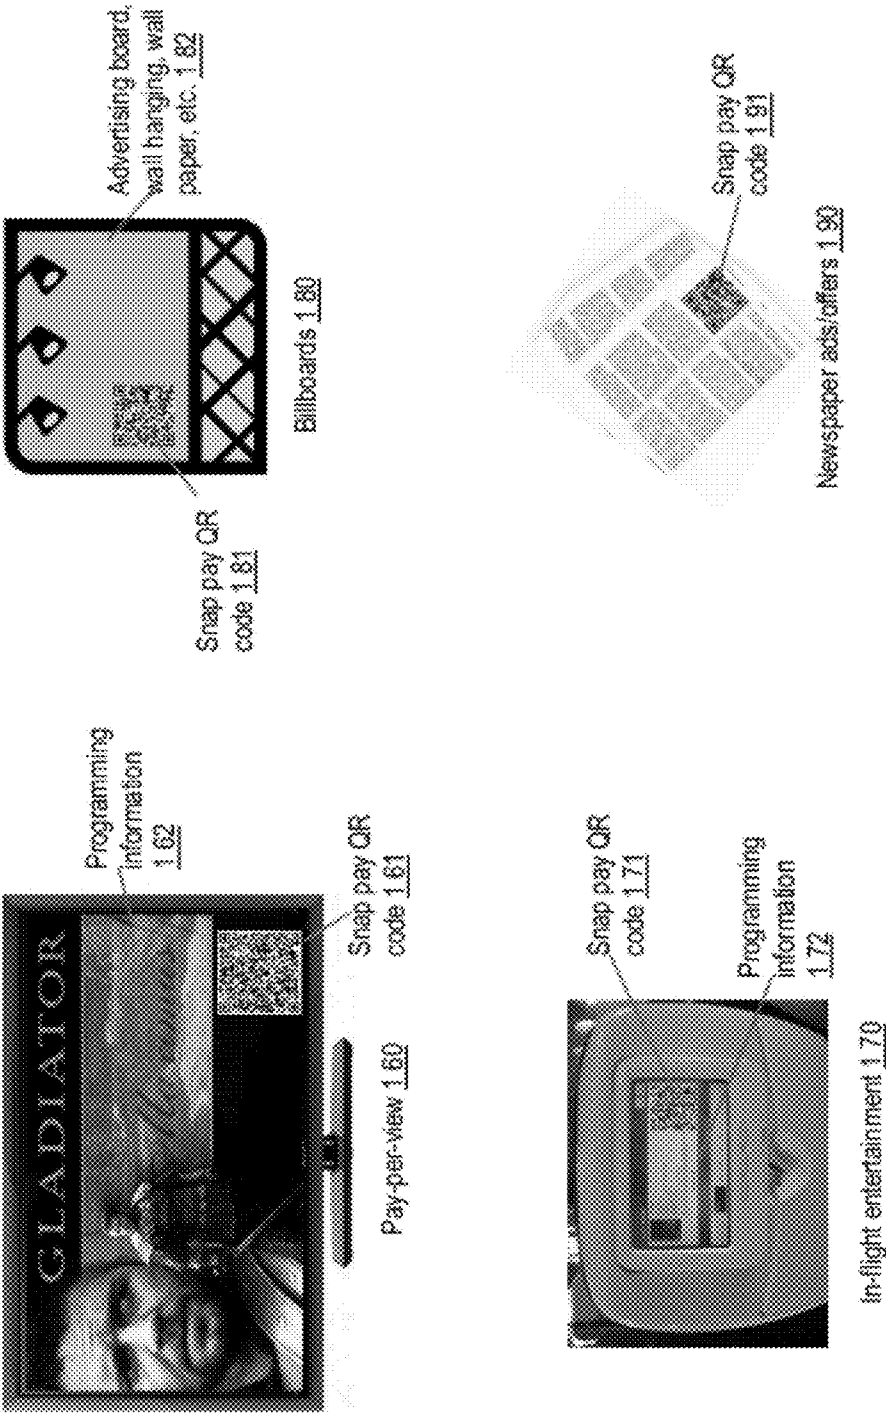 GLADIATOR
Programming
information
1.62
Snap pay QR
code 1.61
Pay-per-view 1.60
Snap pay QR
code 1.81
Advertising board,
wall hanging, wall
paper, etc. 1.82
Billboards 1.80
Snap pay QR
code 1.71
Programming
information
1.72
In-flight entertainment 1.70
Snap pay QR
code 1.91
Newspaper ads/offers 1.90